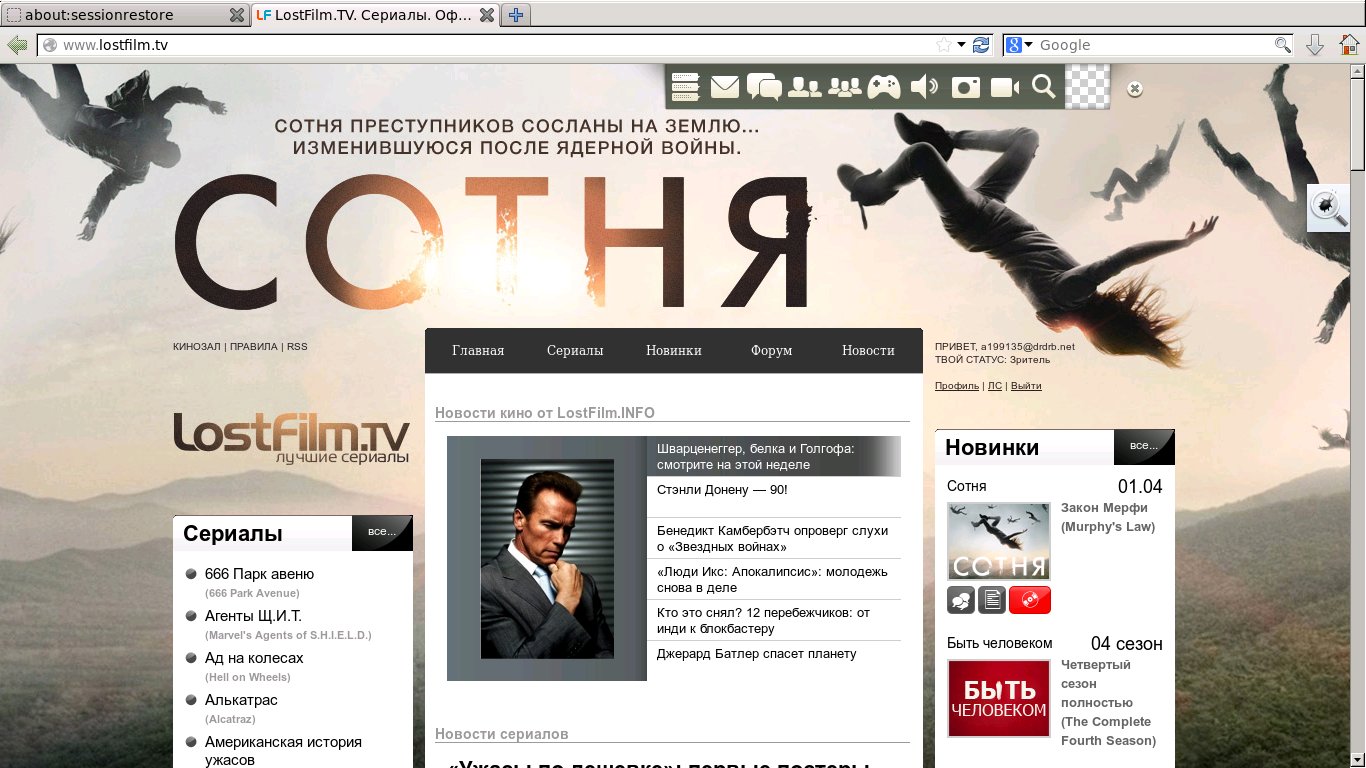 about:sessionrestore
LF LostFilm.TV. Сериалы. Оф...
www.lostfilm.tv
8 Google
СОТНЯ ПРЕСТУПНИКОВ СОСЛАНЫ НА ЗЕМЛЮ...
ИЗМЕНИВШУЮСЯ ПОСЛЕ ЯДЕРНОЙ ВОЙНЫ.
СОТНЯ
КИНОЗАЛ | ПРАВИЛА | RSS
Главная Сериалы Новинки Форум Новости
ПРИВЕТ, a199135@drdrb.net
ТВОЙ СТАТУС: Зритель
Профиль | ЛС | Выйти
LostFilm.TV
лучшие сериалы
Сериалы
все...
666 Парк авеню
(666 Park Avenue)
Агенты Щ.И.Т.
(Marvel's Agents of S.H.I.E.L.D.)
Ад на колесах
(Hell on Wheels)
Алькатрас
(Alcatraz)
Американская история
ужасов
Новости кино от LostFilm.INFO
Шварценеггер, белка и Голгофа:
смотрите на этой неделе
Стэнли Донену — 90!
Бенедикт Камбербэтч опроверг слухи
о «Звездных войнах»
«Люди Икс: Апокалипсис»: молодежь
снова в деле
Кто это снял? 12 перебежчиков: от
инди к блокбастеру
Джерард Батлер спасет планету
Новости сериалов
«Ужасы по дешевке»: первые постеры
Новинки
все...
Сотня 01.04
СОТНЯ
Закон Мерфи
(Murphy's Law)
Быть человеком 04 сезон
БЫТЬ
ЧЕЛОВЕКОМ
Четвертый
сезон
полностью
(The Complete
Fourth Season)